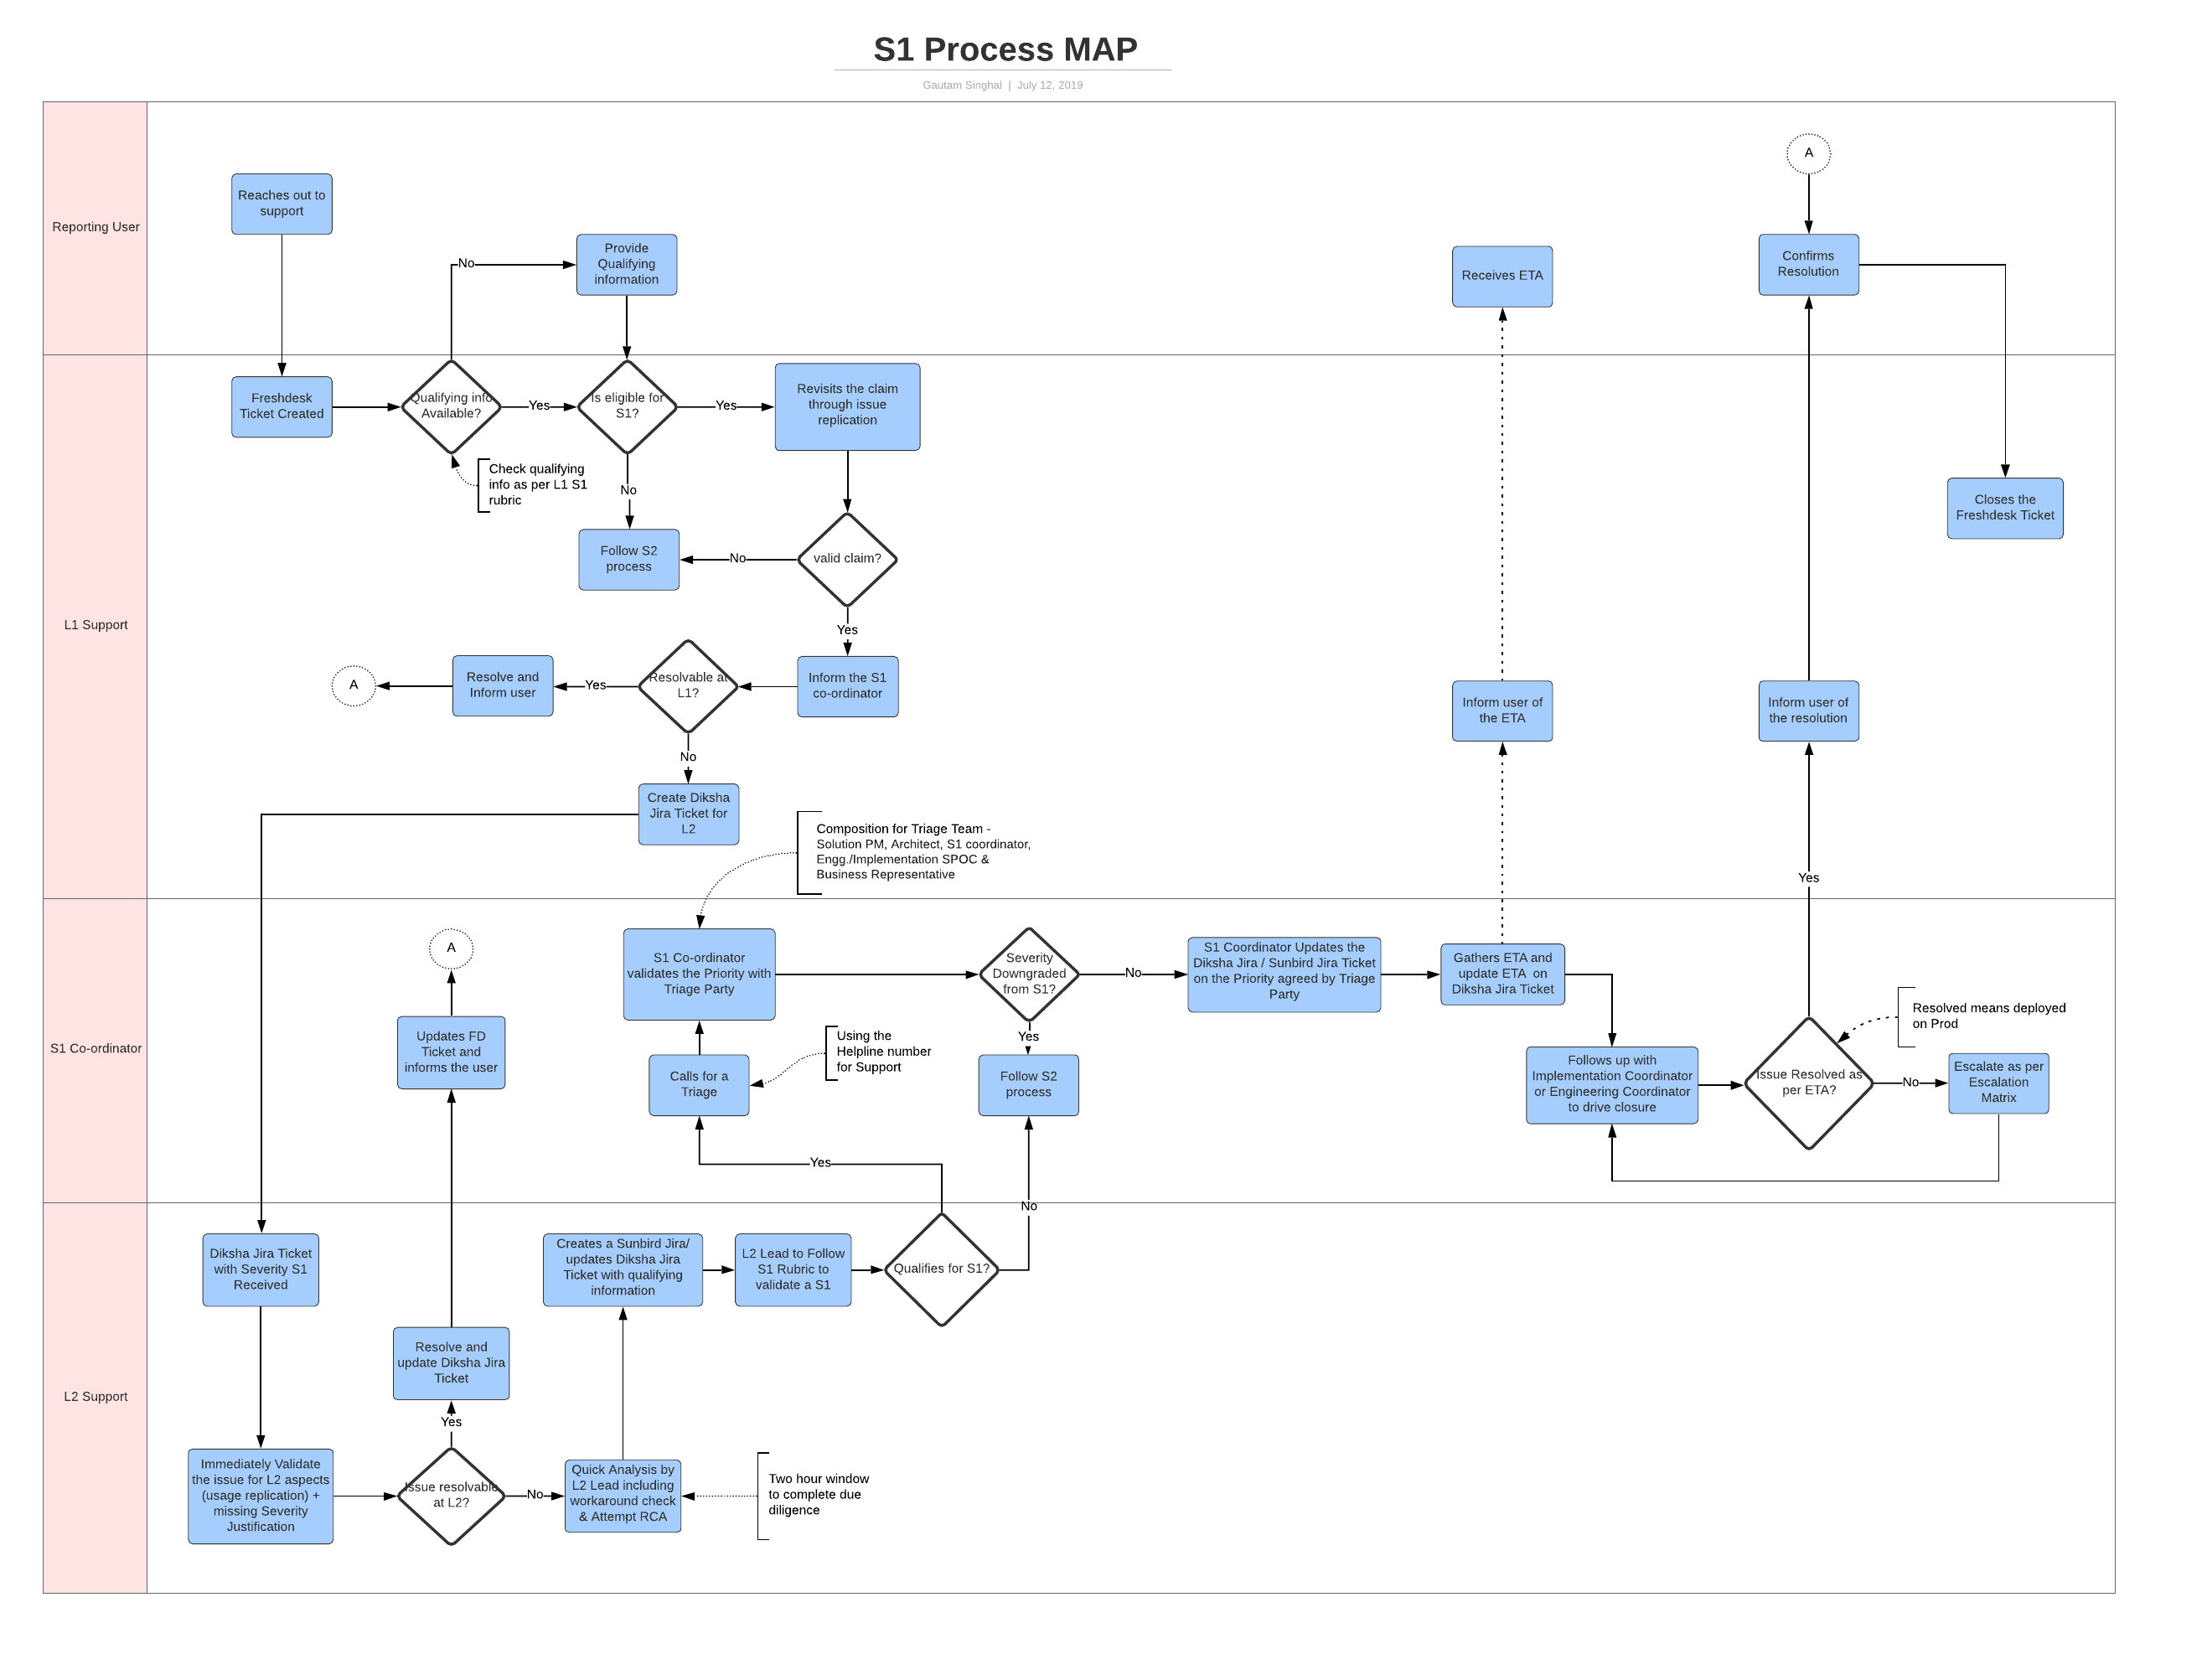 S1 Process MAP
Gautam Singhal | July 12, 2019
Reporting User
A
Reaches out to
support
Provide
Qualifying
information
No
Receives ETA
Confirms
Resolution
L1 Support
Freshdesk
Ticket Created
Qualifying info
Available?
Yes
Is eligible for
S1?
Yes
Revisits the claim
through issue
replication
Check qualifying
info as per L1 S1
rubric
No
Closes the
Freshdesk Ticket
Follow S2
process
No
valid claim?
Yes
A
Resolve and
Inform user
Yes
Resolvable at
L1?
Inform the S1
co-ordinator
Inform user of
the ETA
Inform user of
the resolution
No
Create Diksha
Jira Ticket for
L2
Composition for Triage Team -
Solution PM, Architect, S1 coordinator,
Engg./Implementation SPOC &
Business Representative
Yes
S1 Co-ordinator
A
S1 Co-ordinator
validates the Priority with
Triage Party
Severity
Downgraded
from S1?
No
S1 Coordinator Updates the
Diksha Jira / Sunbird Jira Ticket
on the Priority agreed by Triage
Party
Gathers ETA and
update ETA  on
Diksha Jira Ticket
Resolved means deployed
on Prod
Updates FD
Ticket and
informs the user
Using the
Helpline number
for Support
Yes
Calls for a
Triage
Follow S2
process
Follows up with
Implementation Coordinator
or Engineering Coordinator
to drive closure
Issue Resolved as
per ETA?
No
Escalate as per
Escalation
Matrix
Yes
No
L2 Support
Diksha Jira Ticket
with Severity S1
Received
Creates a Sunbird Jira/
updates Diksha Jira
Ticket with qualifying
information
L2 Lead to Follow
S1 Rubric to
validate a S1
Qualifies for S1?
Resolve and
update Diksha Jira
Ticket
Yes
Immediately Validate
the issue for L2 aspects
(usage replication) +
missing Severity
Justification
Issue resolvable
at L2?
No
Quick Analysis by
L2 Lead including
workaround check
& Attempt RCA
Two hour window
to complete due
diligence